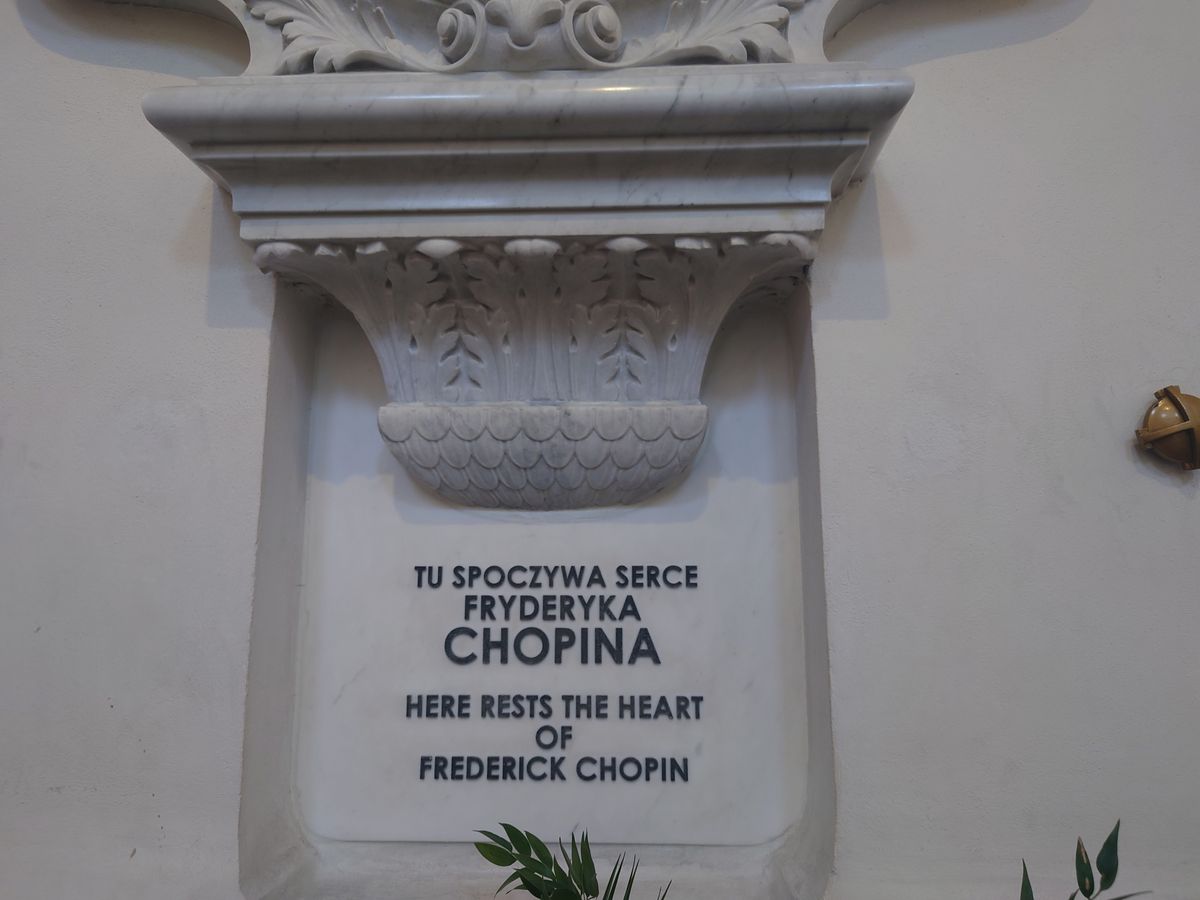 TU SPOCZYWA SERCE
FRYDERYKA
CHOPINA
HERE RESTS THE HEART
OF
FREDERICK CHOPIN